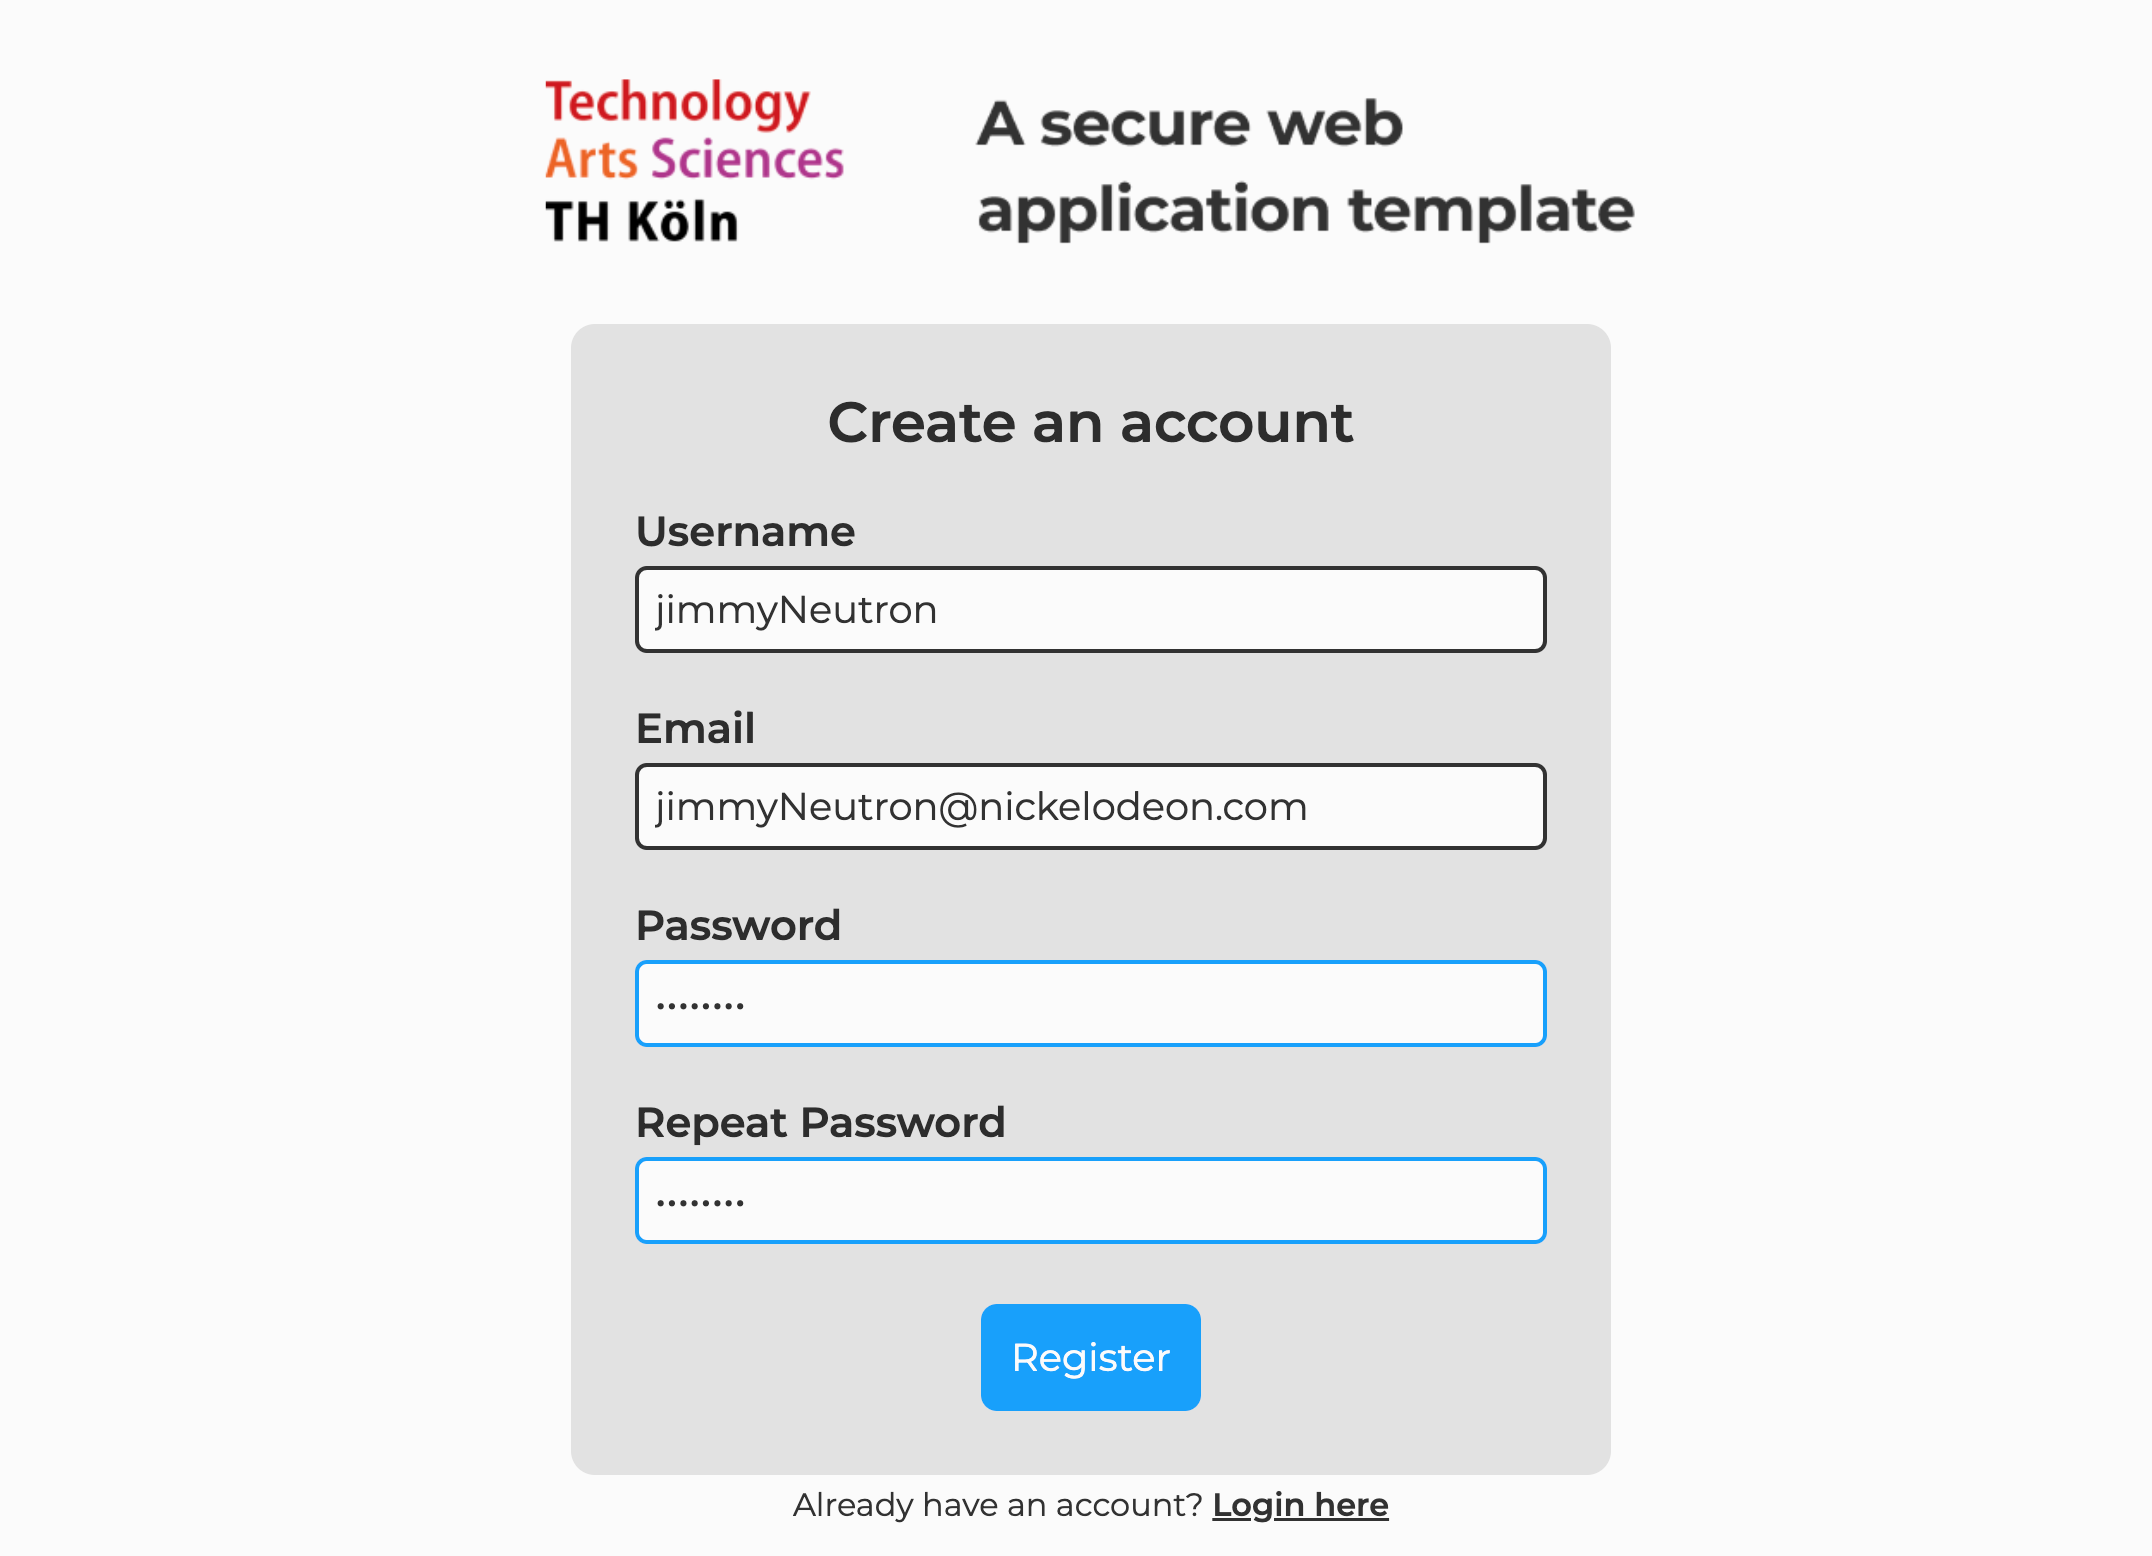 Technology
Arts Sciences
TH Köln
A secure web
application template
Create an account
Username
jimmyNeutron
Email
jimmyNeutron@nickelodeon.com
Password
••••••••
Repeat Password
••••••••
Register
Already have an account? Login here